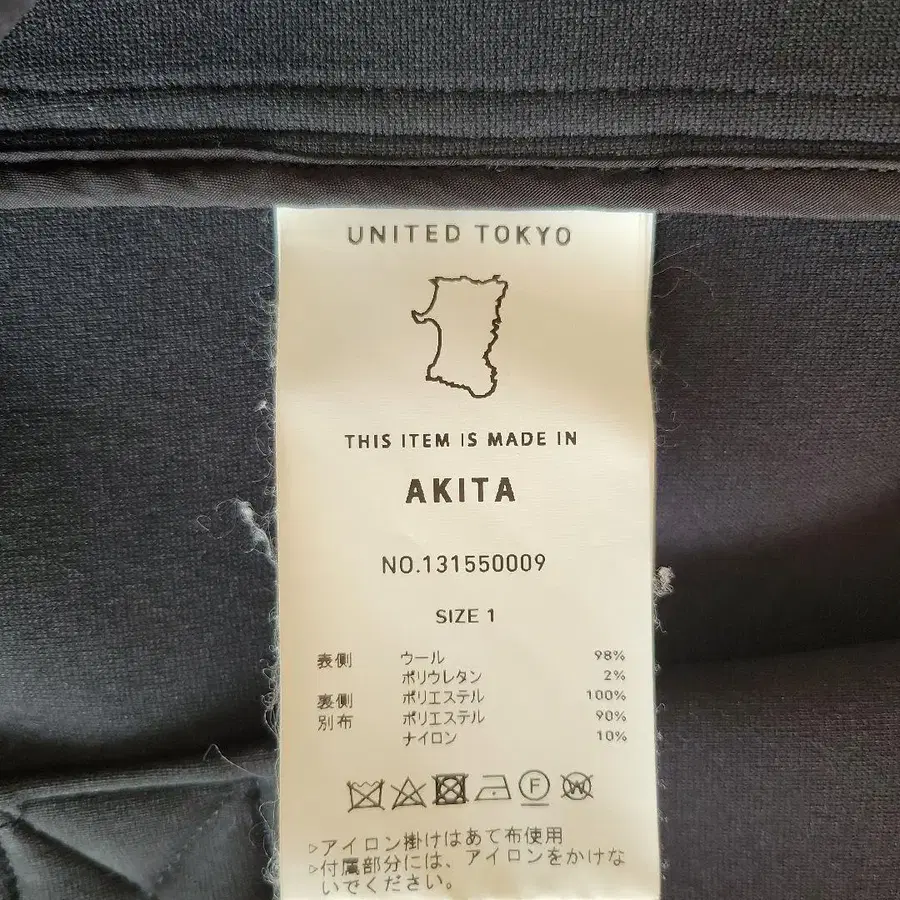 UNITED TOKYO
THIS ITEM IS MADE IN
AKITA
NO.131550009
SIZE 1
表側 ウール 98%
ポリウレタン 2%
裏側 ポリエステル 100%
別布 ポリエステル 90%
ナイロン 10%
F W
▷アイロン掛けはあて布使用
▷付属部分には、アイロンをかけな
いでください。